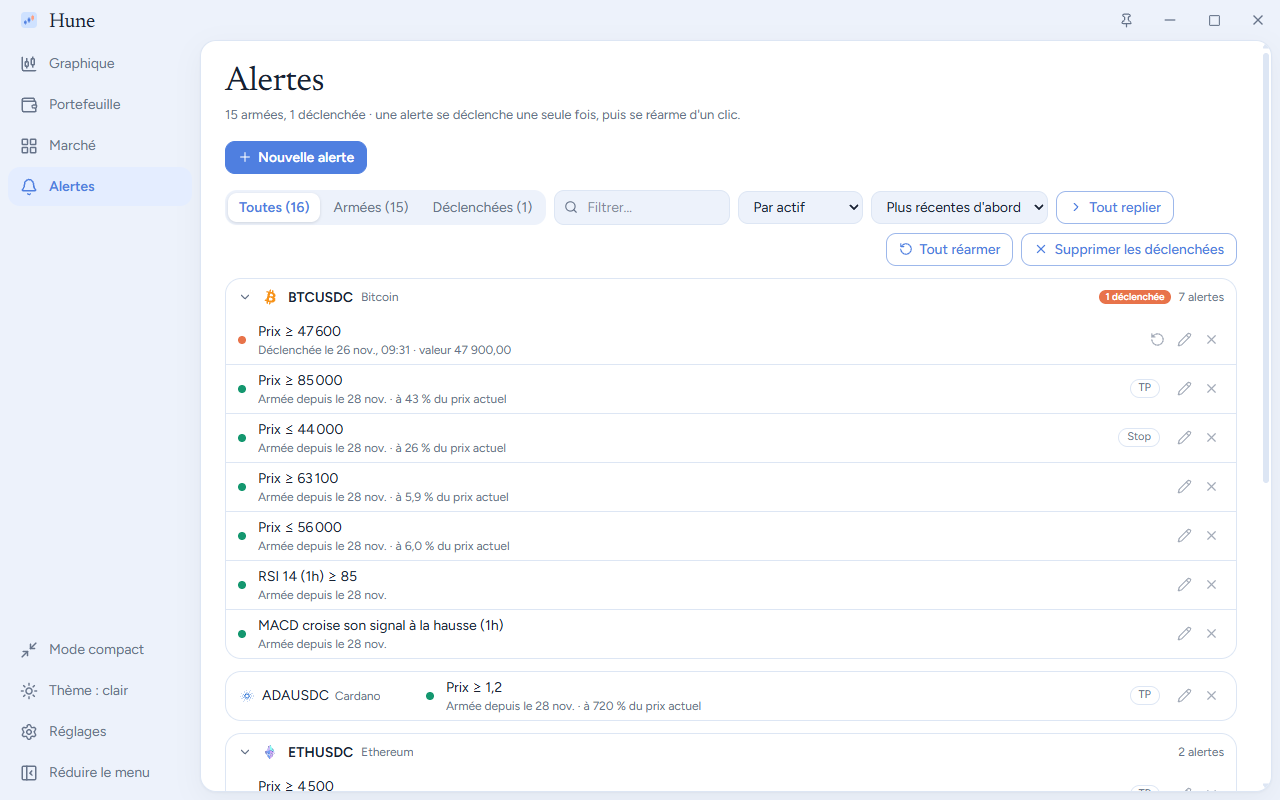 Hune
Graphique
Portefeuille
Marché
Alertes
Mode compact
Thème : clair
Réglages
Réduire le menu
Alertes
15 armées, 1 déclenchée · une alerte se déclenche une seule fois, puis se réarme d'un clic.
Nouvelle alerte
Toutes (16) Armées (15) Déclenchées (1) Filtrer... Par actif Plus récentes d'abord Tout replier
Tout réarmer Supprimer les déclenchées
BTCUSDC Bitcoin 1 déclenchée 7 alertes
Prix ≥ 47 600
Déclenchée le 26 nov., 09:31 · valeur 47 900,00
Prix ≥ 85 000 TP
Armée depuis le 28 nov. · à 43 % du prix actuel
Prix ≤ 44 000 Stop
Armée depuis le 28 nov. · à 26 % du prix actuel
Prix ≥ 63 100
Armée depuis le 28 nov. · à 5,9 % du prix actuel
Prix ≤ 56 000
Armée depuis le 28 nov. · à 6,0 % du prix actuel
RSI 14 (1h) ≥ 85
Armée depuis le 28 nov.
MACD croise son signal à la hausse (1h)
Armée depuis le 28 nov.
ADAUSDC Cardano Prix ≥ 1,2 TP
Armée depuis le 28 nov. · à 720 % du prix actuel
ETHUSDC Ethereum 2 alertes
Prix ≥ 4 500 TP